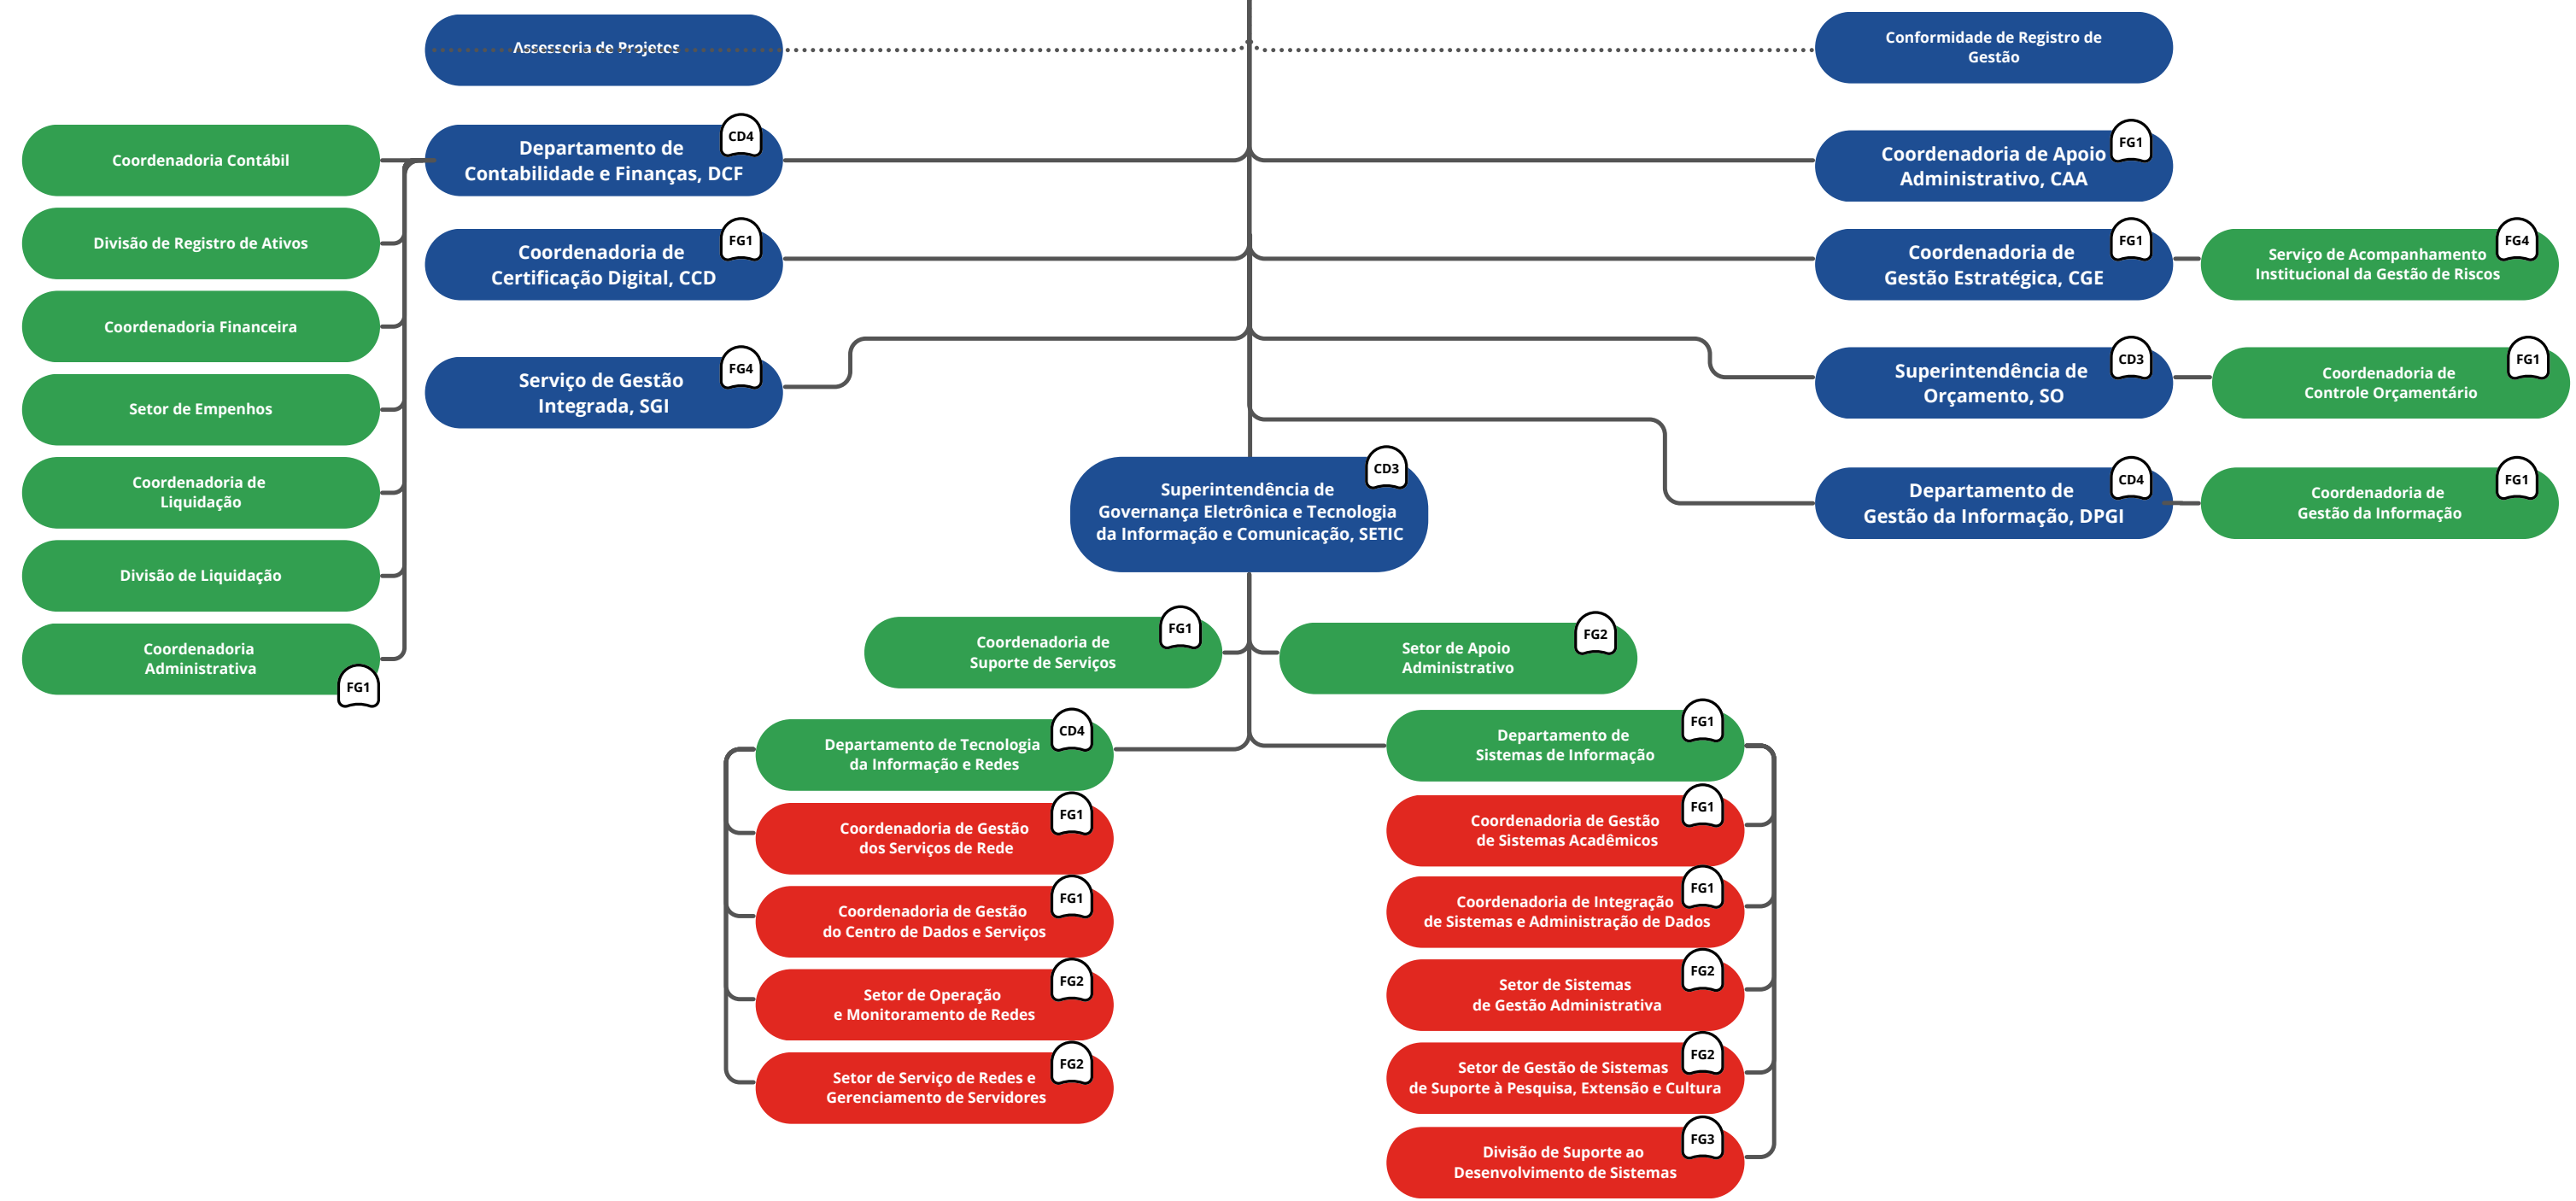 Assessoria de Projetos
Conformidade de Registro de
Gestão
Coordenadoria Contábil
CD4
Departamento de
Contabilidade e Finanças, DCF
FG1
Coordenadoria de Apoio
Administrativo, CAA
Divisão de Registro de Ativos
FG1
Coordenadoria de
Certificação Digital, CCD
FG1
Coordenadoria de
Gestão Estratégica, CGE
FG4
Serviço de Acompanhamento
Institucional da Gestão de Riscos
Coordenadoria Financeira
FG4
Serviço de Gestão
Integrada, SGI
CD3
Superintendência de
Orçamento, SO
FG1
Coordenadoria de
Controle Orçamentário
Setor de Empenhos
Coordenadoria de
Liquidação
CD3
Superintendência de
Governança Eletrônica e Tecnologia
da Informação e Comunicação, SETIC
CD4
Departamento de
Gestão da Informação, DPGI
FG1
Coordenadoria de
Gestão da Informação
Divisão de Liquidação
Coordenadoria
Administrativa
FG1
FG1
Coordenadoria de
Suporte de Serviços
FG2
Setor de Apoio
Administrativo
CD4
Departamento de Tecnologia
da Informação e Redes
FG1
Coordenadoria de Gestão
dos Serviços de Rede
FG1
Coordenadoria de Gestão
do Centro de Dados e Serviços
FG2
Setor de Operação
e Monitoramento de Redes
FG2
Setor de Serviço de Redes e
Gerenciamento de Servidores
FG1
Departamento de
Sistemas de Informação
FG1
Coordenadoria de Gestão
de Sistemas Acadêmicos
FG1
Coordenadoria de Integração
de Sistemas e Administração de Dados
FG2
Setor de Sistemas
de Gestão Administrativa
FG2
Setor de Gestão de Sistemas
de Suporte à Pesquisa, Extensão e Cultura
FG3
Divisão de Suporte ao
Desenvolvimento de Sistemas